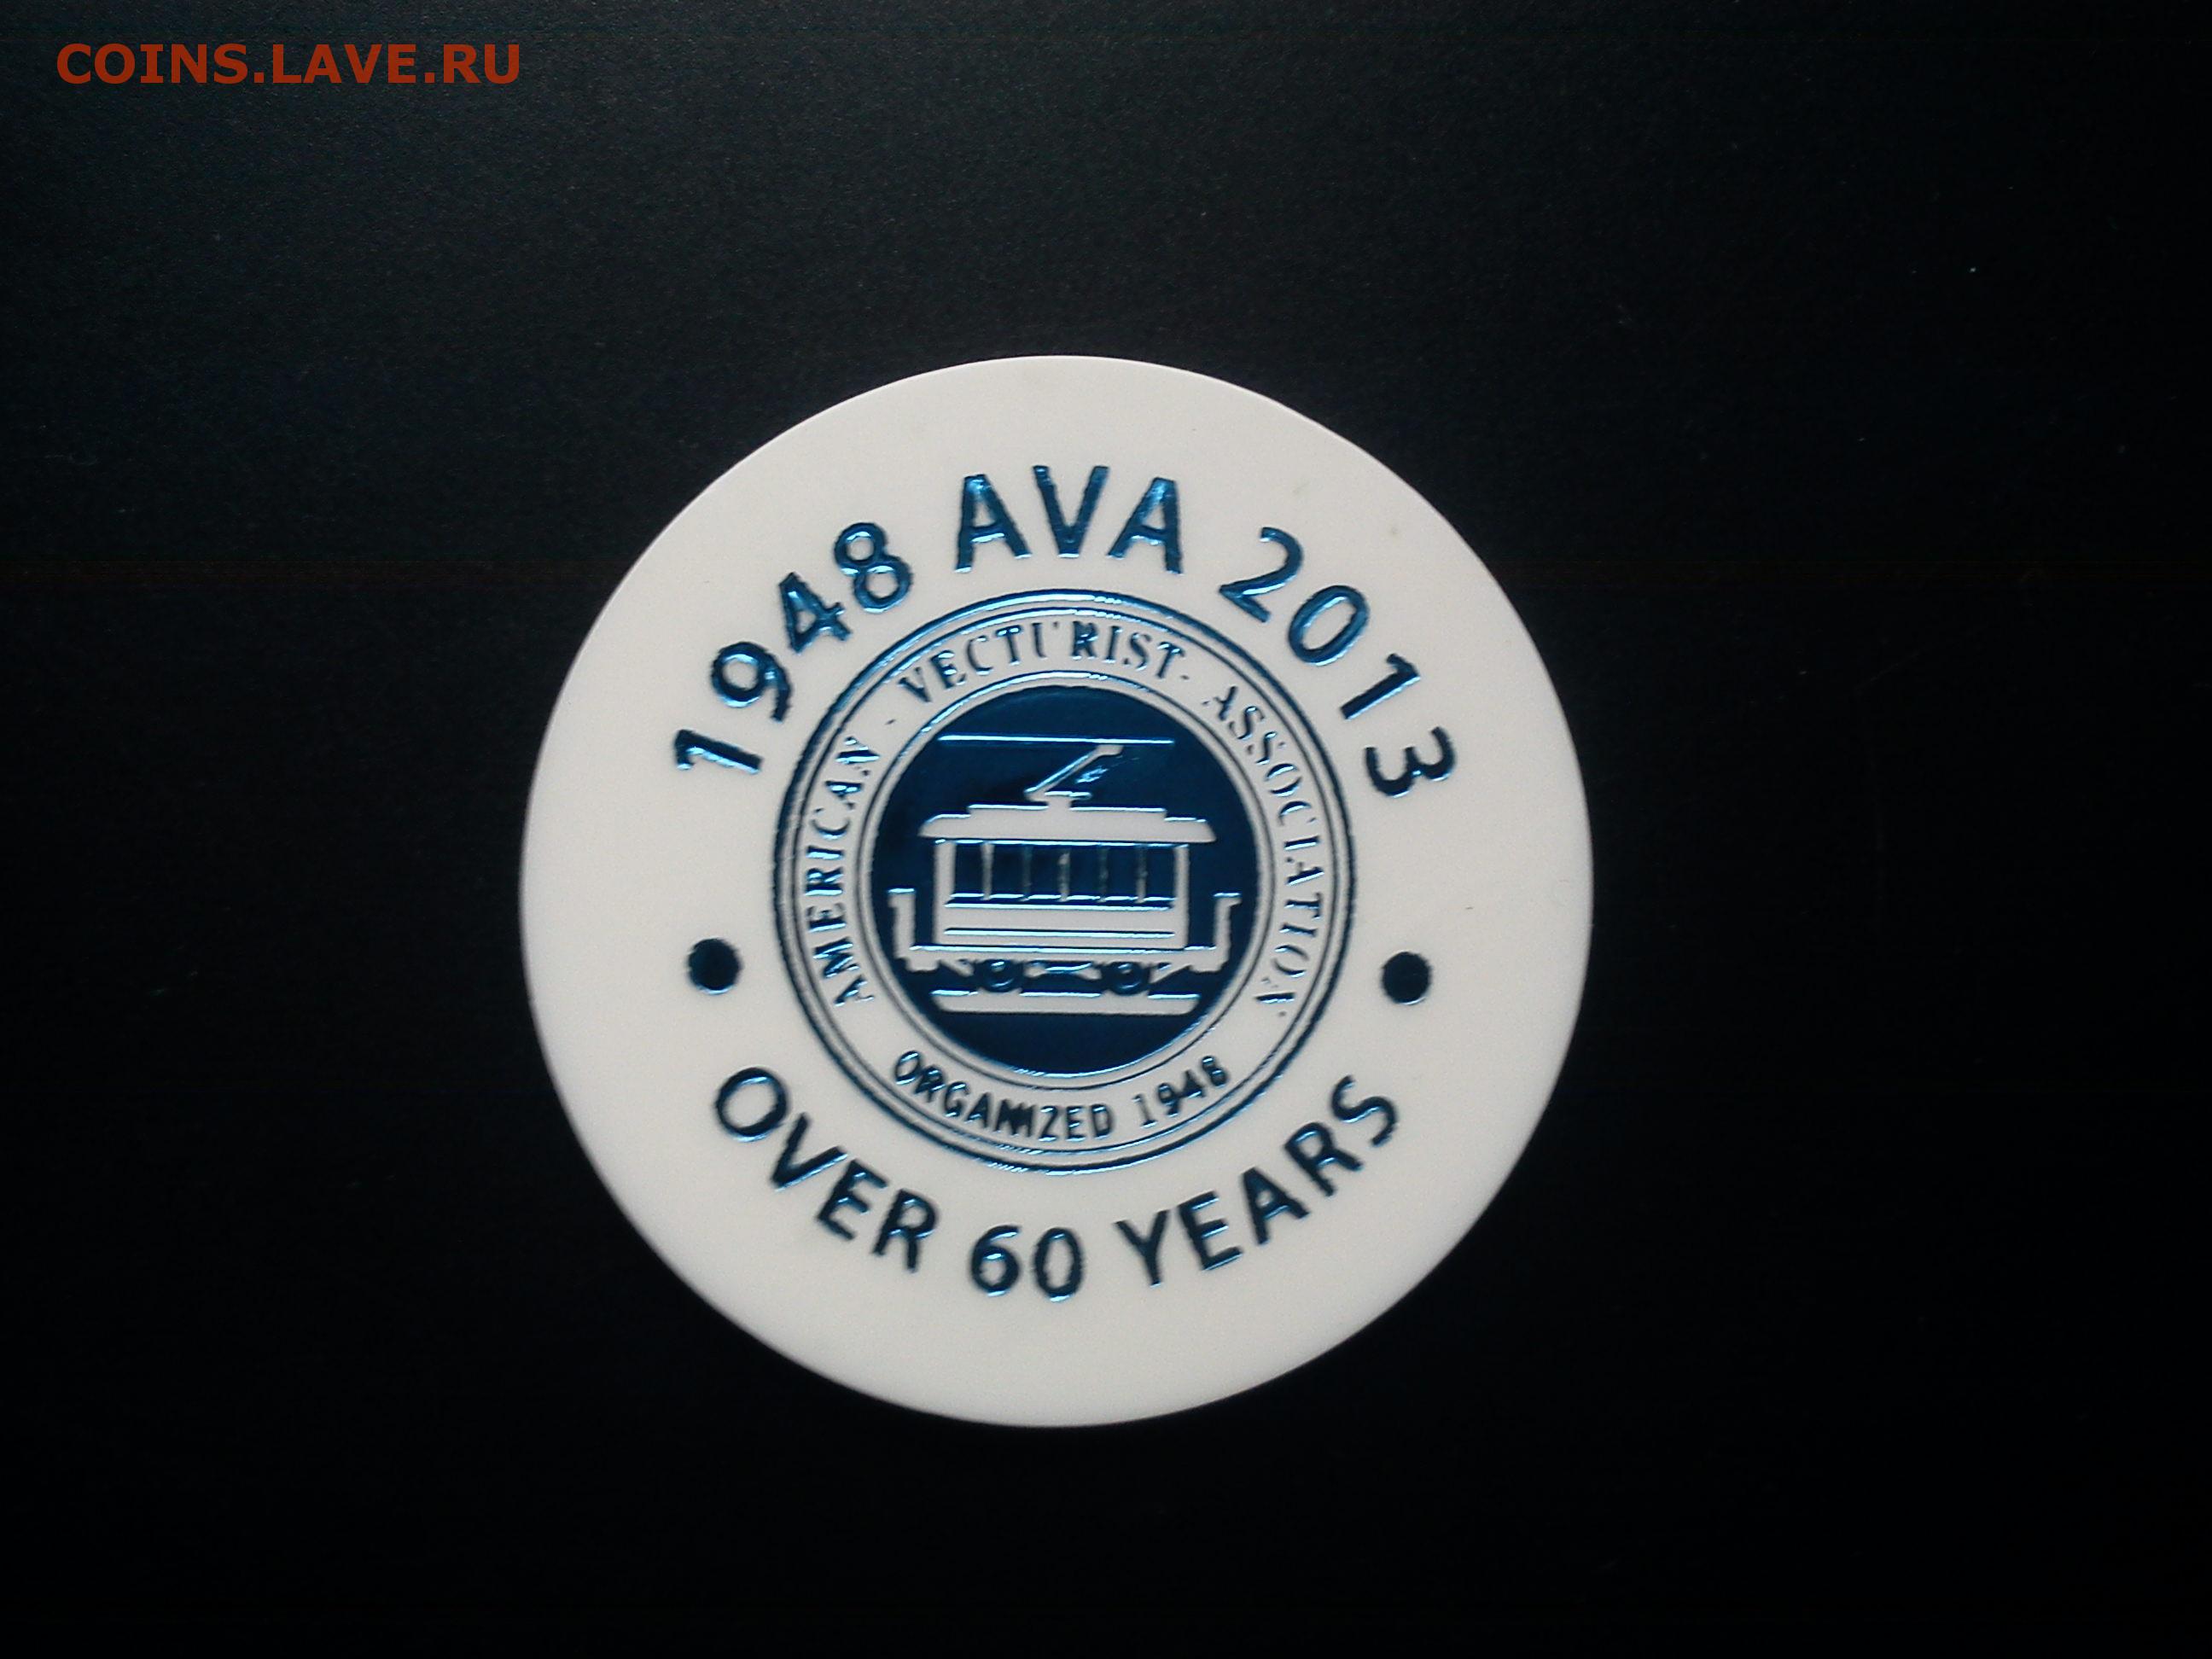 COINS.LAVE.RU
1948 AVA 2013
AMERICAN - VECTURIST - ASSOCIATION
ORGANIZED 1948
• OVER 60 YEARS •